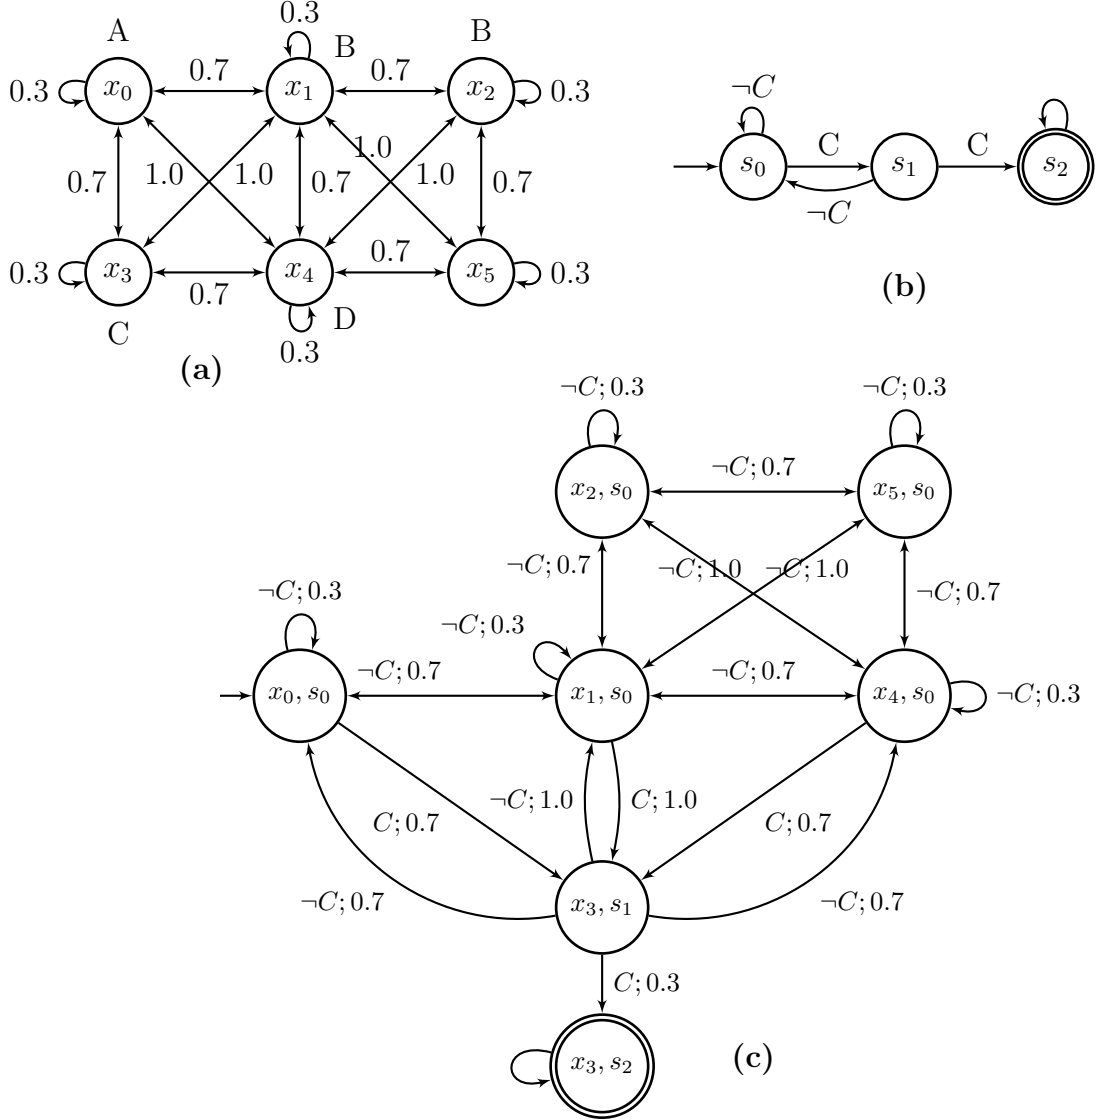 A 0.3 B B
0.3 x₀ 0.7 x₁ 0.7 x₂ 0.3
0.7 1.0 1.0 0.7 1.0 1.0 0.7
0.3 x₃ 0.7 x₄ 0.7 x₅ 0.3
C 0.3 D
(a)
¬C
s₀ C s₁ C s₂
¬C
(b)
¬C; 0.3 ¬C; 0.3
x₂, s₀ ¬C; 0.7 x₅, s₀
¬C; 0.7 ¬C; 1.0 ¬C; 1.0 ¬C; 0.7
¬C; 0.3 ¬C; 0.3
x₀, s₀ ¬C; 0.7 x₁, s₀ ¬C; 0.7 x₄, s₀ ¬C; 0.3
C; 0.7 ¬C; 1.0 C; 1.0 C; 0.7
¬C; 0.7 x₃, s₁ ¬C; 0.7
C; 0.3
x₃, s₂
(c)